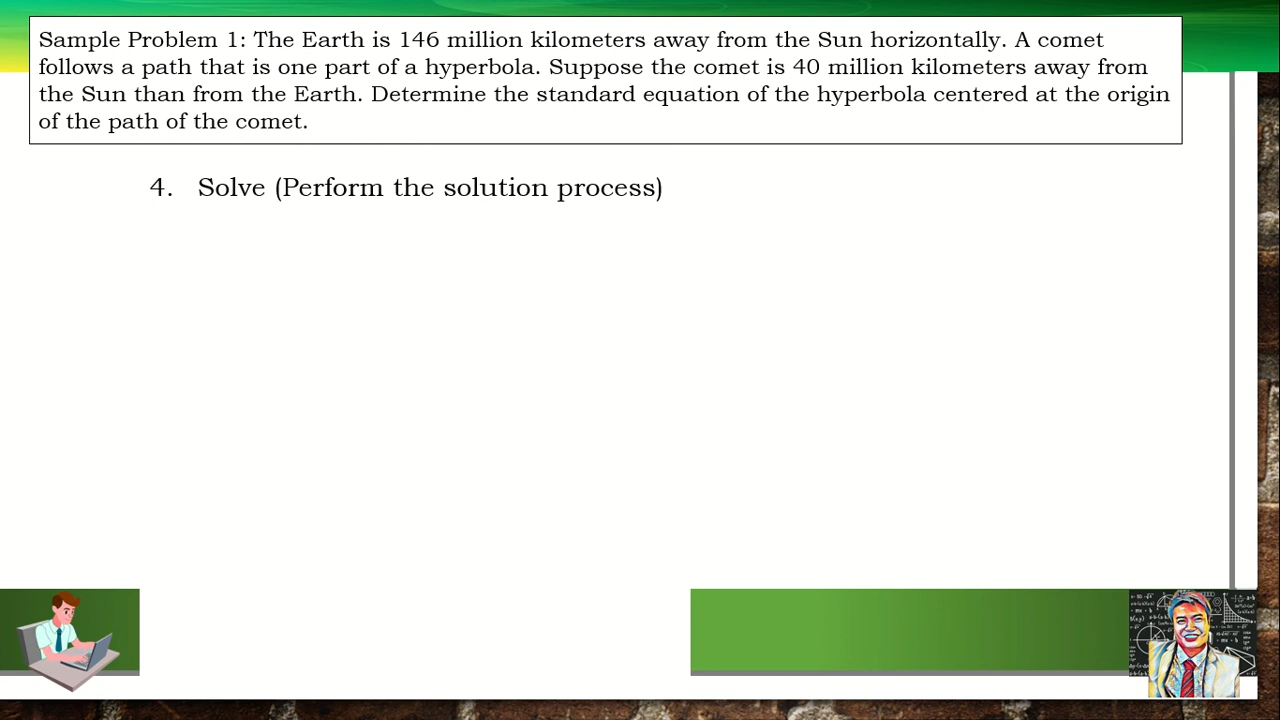 Sample Problem 1: The Earth is 146 million kilometers away from the Sun horizontally. A comet
follows a path that is one part of a hyperbola. Suppose the comet is 40 million kilometers away from
the Sun than from the Earth. Determine the standard equation of the hyperbola centered at the origin
of the path of the comet.
4. Solve (Perform the solution process)